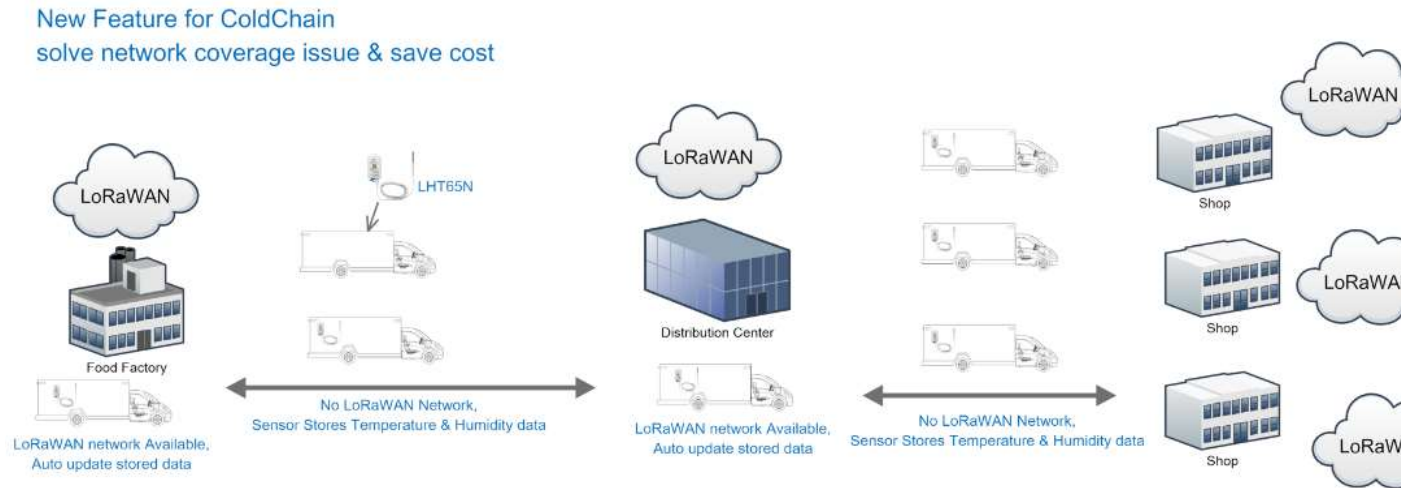 New Feature for ColdChain
solve network coverage issue & save cost
LoRaWAN
Food Factory
LoRaWAN network Available,
Auto update stored data
LHT65N
No LoRaWAN Network,
Sensor Stores Temperature & Humidity data
LoRaWAN
Distribution Center
LoRaWAN network Available,
Auto update stored data
No LoRaWAN Network,
Sensor Stores Temperature & Humidity data
LoRaWAN
Shop
LoRaWA
Shop
LoRaW
Shop